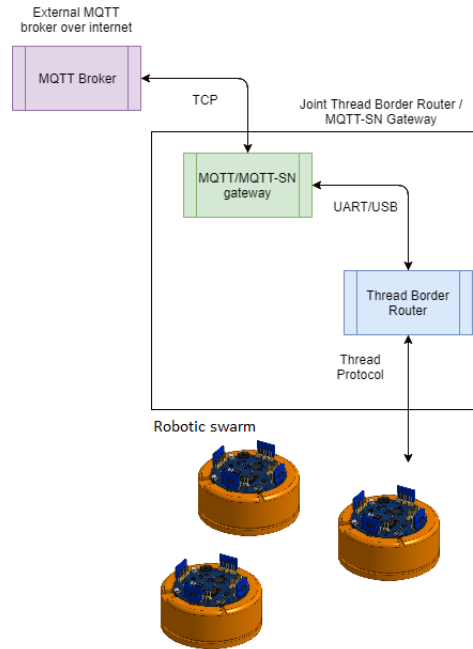 External MQTT
broker over internet
MQTT Broker
TCP
Joint Thread Border Router /
MQTT-SN Gateway
MQTT/MQTT-SN
gateway
UART/USB
Thread Border
Router
Thread
Protocol
Robotic swarm